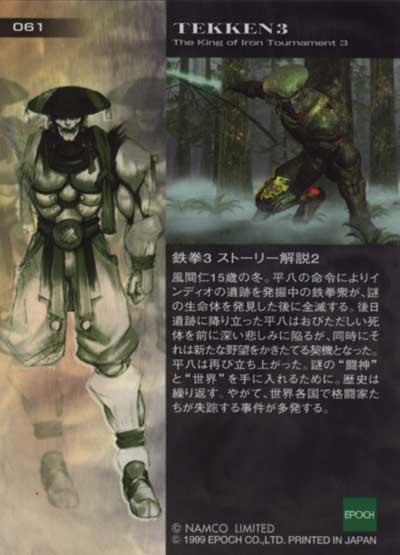 061
TEKKEN 3
The King of Iron Tournament 3
鉄拳3 ストーリー解説2
風間仁15歳の冬。平八の命令によりイ
ンディオの遺跡を発掘中の鉄拳衆が、謎
の生命体を発見した後に全滅する。後日
遺跡に降り立った平八はおびただしい死
体を前に深い悲しみに陥るが、同時にそ
れは新たな野望をかきたてる契機となった。
平八は再び立ち上がった。謎の“闘神”
と“世界”を手に入れるために。歴史は
繰り返す。やがて、世界各国で格闘家た
ちが失踪する事件が多発する。
EPOCH
© NAMCO LIMITED
© 1999 EPOCH CO.,LTD. PRINTED IN JAPAN